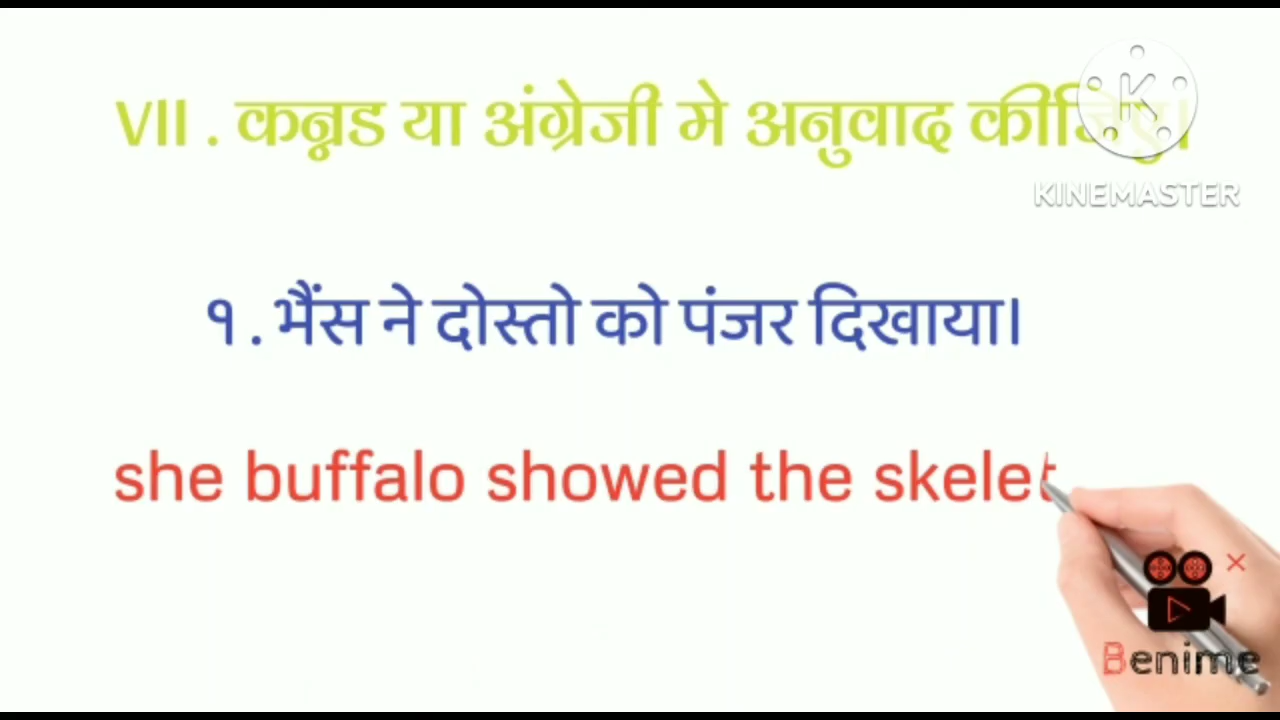 VII . कन्नड या अंग्रेजी मे अनुवाद
KINEMASTER
१. भैंस ने दोस्तो को पंजर दिखाया।
she buffalo showed the skelet
Benime